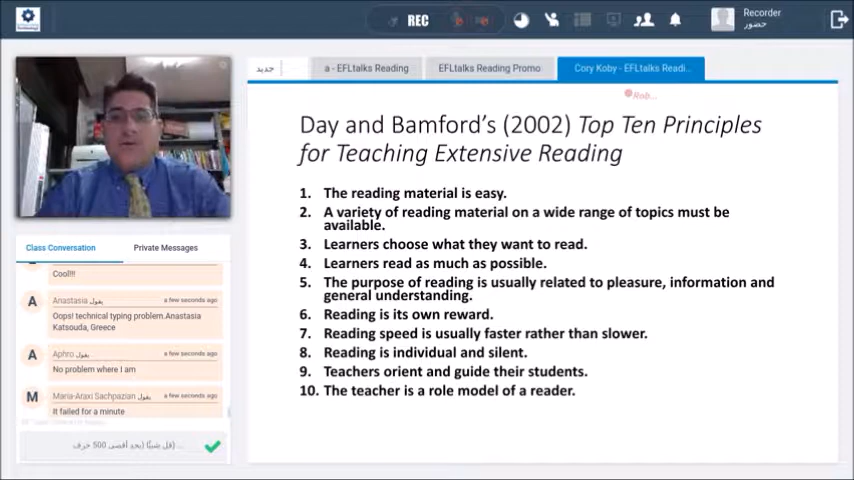 REC
Recorder
حضور
جديد
a - EFLtalks Reading
EFLtalks Reading Promo
Cory Koby - EFLtalks Readi...
Rob...
Day and Bamford's (2002) Top Ten Principles
for Teaching Extensive Reading
1. The reading material is easy.
2. A variety of reading material on a wide range of topics must be
available.
3. Learners choose what they want to read.
4. Learners read as much as possible.
5. The purpose of reading is usually related to pleasure, information and
general understanding.
6. Reading is its own reward.
7. Reading speed is usually faster rather than slower.
8. Reading is individual and silent.
9. Teachers orient and guide their students.
10. The teacher is a role model of a reader.
Class Conversation
Private Messages
Cool!!!
A
Anastasia يقول
a few seconds ago
Oops! technical typing problem.Anastasia
Katsouda, Greece
A
Aphro يقول
a few seconds ago
No problem where I am
M
Maria-Araxi Sachpazian يقول
a few seconds ago
It failed for a minute
قل شيئًا (بحد أقصى 500 حرف) ...